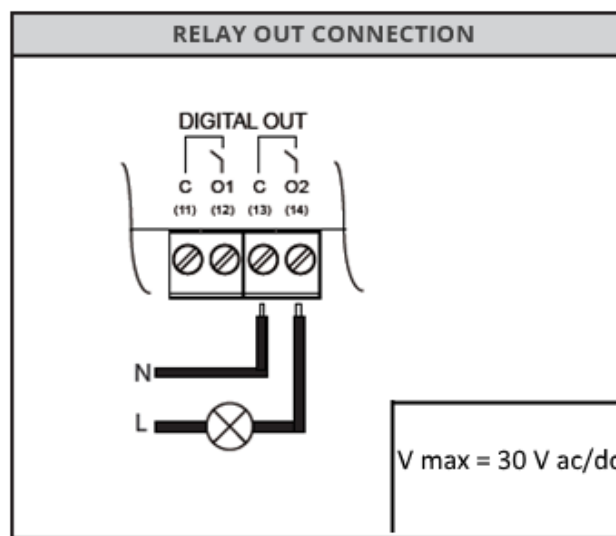 RELAY OUT CONNECTION
DIGITAL OUT
C O1 C O2
(11) (12) (13) (14)
N
L
V max = 30 V ac/dc